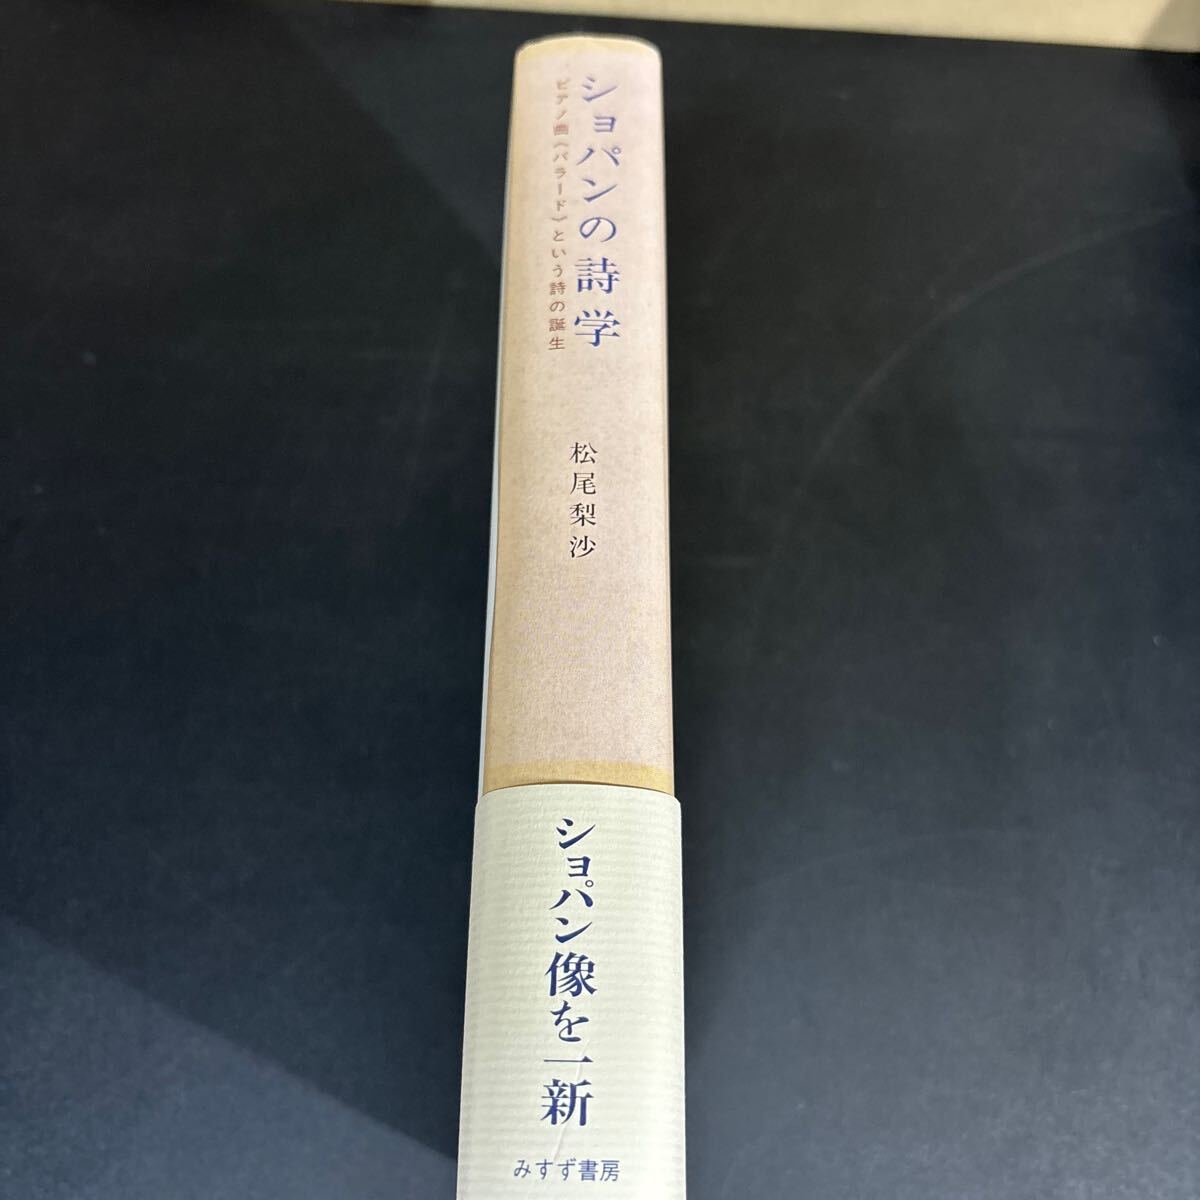 ショパンの詩学
ピアノ曲《バラード》という詩の誕生
松尾梨沙
ショパン像を一新
みすず書房